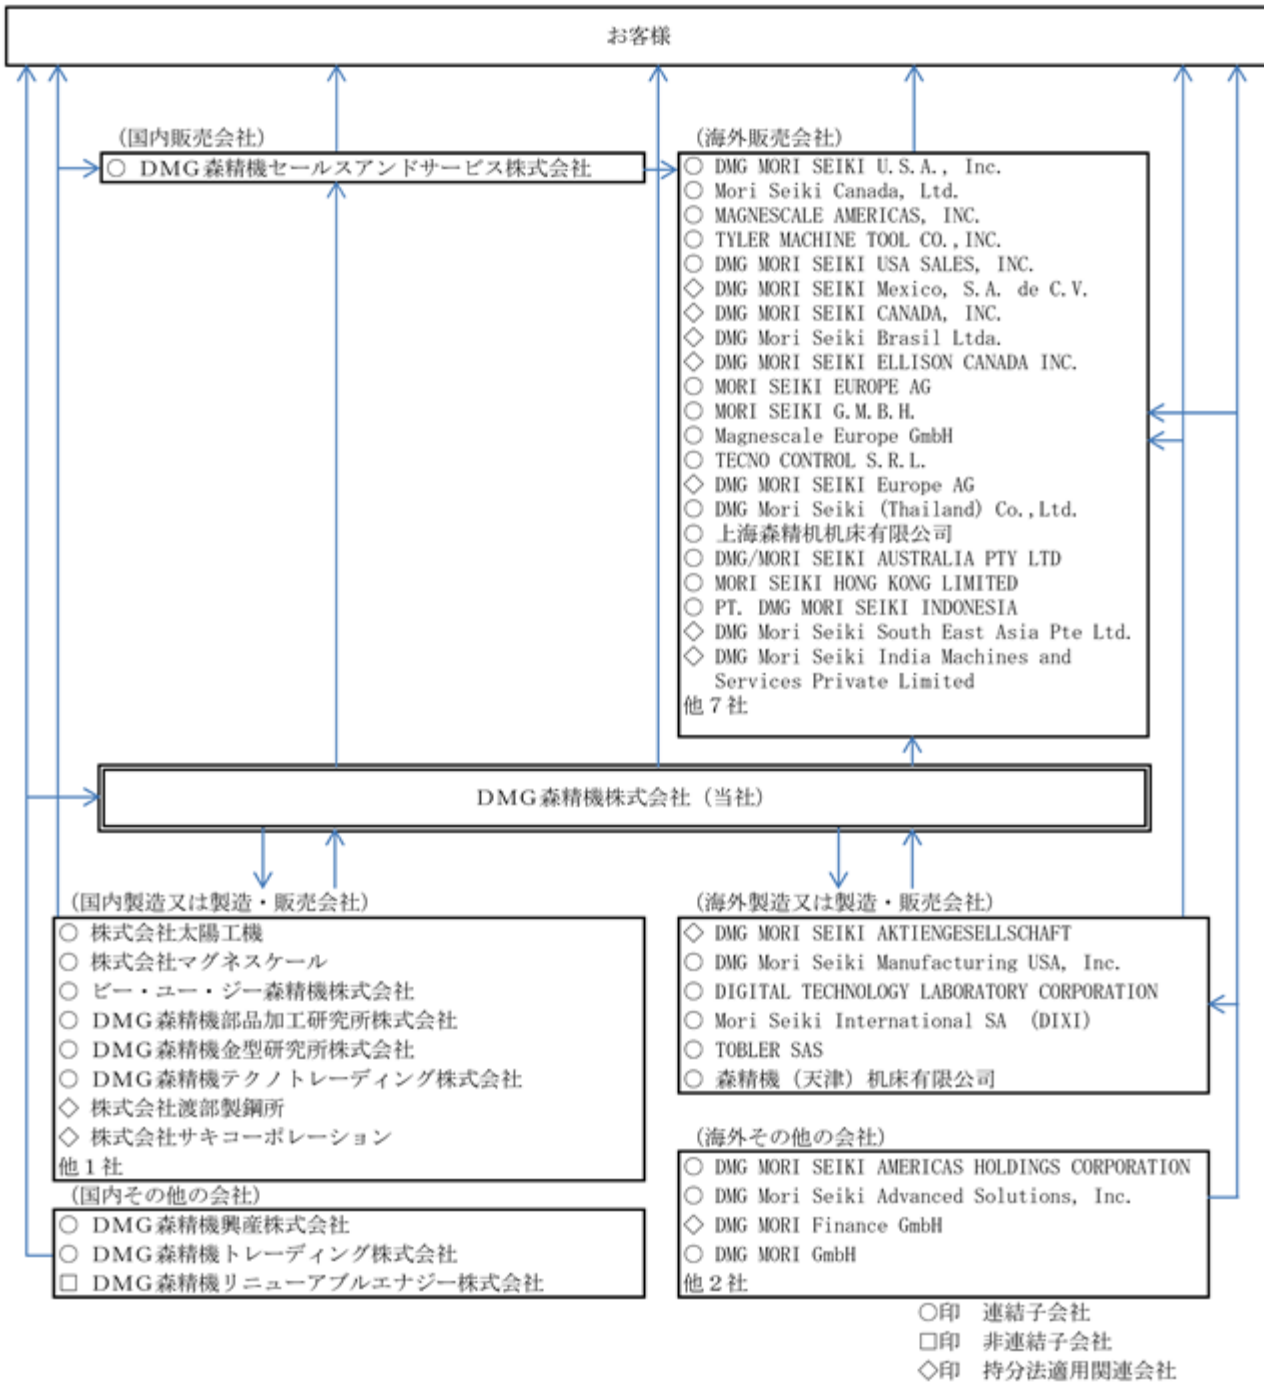 お客様
（国内販売会社）
○ ＤＭＧ森精機セールスアンドサービス株式会社
（海外販売会社）
○ DMG MORI SEIKI U.S.A., Inc.
○ Mori Seiki Canada, Ltd.
○ MAGNESCALE AMERICAS, INC.
○ TYLER MACHINE TOOL CO.,INC.
○ DMG MORI SEIKI USA SALES, INC.
◇ DMG MORI SEIKI Mexico, S.A. de C.V.
◇ DMG MORI SEIKI CANADA, INC.
◇ DMG Mori Seiki Brasil Ltda.
◇ DMG MORI SEIKI ELLISON CANADA INC.
○ MORI SEIKI EUROPE AG
○ MORI SEIKI G.M.B.H.
○ Magnescale Europe GmbH
○ TECNO CONTROL S.R.L.
◇ DMG MORI SEIKI Europe AG
○ DMG Mori Seiki (Thailand) Co.,Ltd.
○ 上海森精机机床有限公司
○ DMG/MORI SEIKI AUSTRALIA PTY LTD
○ MORI SEIKI HONG KONG LIMITED
○ PT. DMG MORI SEIKI INDONESIA
◇ DMG Mori Seiki South East Asia Pte Ltd.
◇ DMG Mori Seiki India Machines and
Services Private Limited
他７社
ＤＭＧ森精機株式会社（当社）
（国内製造又は製造・販売会社）
○ 株式会社太陽工機
○ 株式会社マグネスケール
○ ビー・ユー・ジー森精機株式会社
○ ＤＭＧ森精機部品加工研究所株式会社
○ ＤＭＧ森精機金型研究所株式会社
○ ＤＭＧ森精機テクノトレーディング株式会社
◇ 株式会社渡部製鋼所
◇ 株式会社サキコーポレーション
他１社
（国内その他の会社）
○ ＤＭＧ森精機興産株式会社
○ ＤＭＧ森精機トレーディング株式会社
□ ＤＭＧ森精機リニューアブルエナジー株式会社
（海外製造又は製造・販売会社）
◇ DMG MORI SEIKI AKTIENGESELLSCHAFT
○ DMG Mori Seiki Manufacturing USA, Inc.
○ DIGITAL TECHNOLOGY LABORATORY CORPORATION
○ Mori Seiki International SA （DIXI）
○ TOBLER SAS
○ 森精機（天津）机床有限公司
（海外その他の会社）
○ DMG MORI SEIKI AMERICAS HOLDINGS CORPORATION
○ DMG Mori Seiki Advanced Solutions, Inc.
◇ DMG MORI Finance GmbH
○ DMG MORI GmbH
他２社
○印　連結子会社
□印　非連結子会社
◇印　持分法適用関連会社